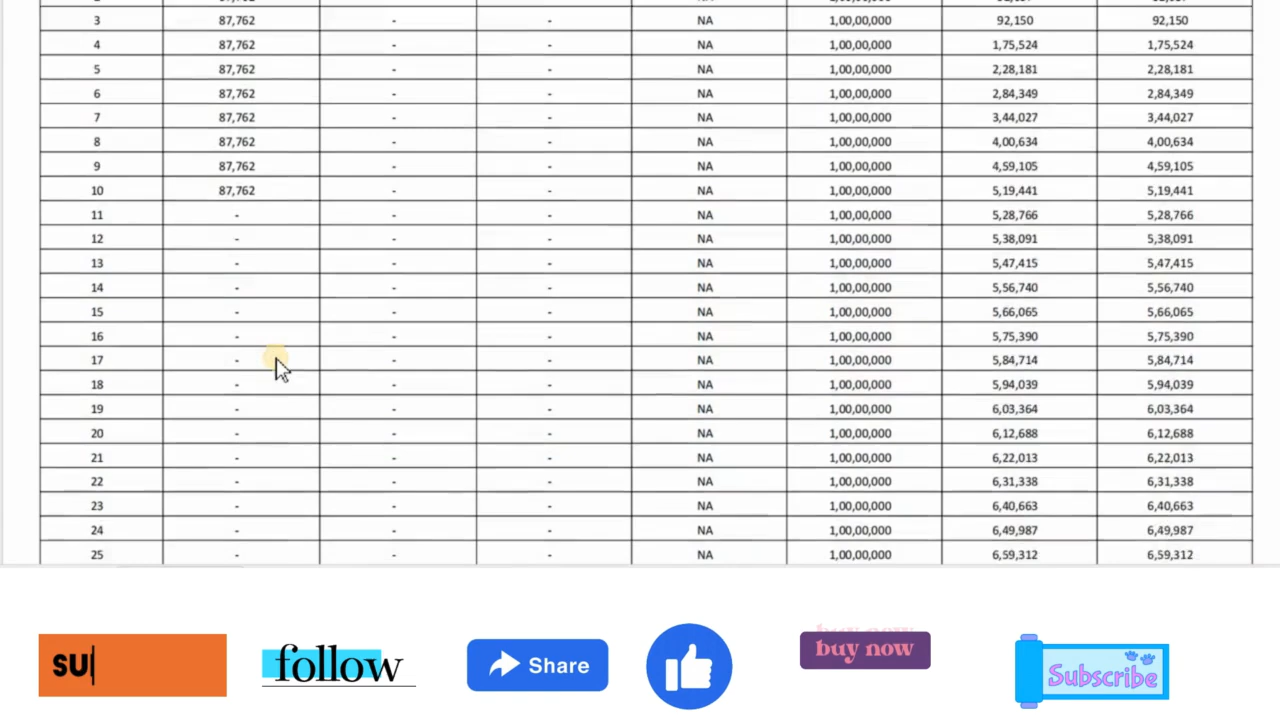 3 87,762 - - NA 1,00,00,000 92,150 92,150
4 87,762 - - NA 1,00,00,000 1,75,524 1,75,524
5 87,762 - - NA 1,00,00,000 2,28,181 2,28,181
6 87,762 - - NA 1,00,00,000 2,84,349 2,84,349
7 87,762 - - NA 1,00,00,000 3,44,027 3,44,027
8 87,762 - - NA 1,00,00,000 4,00,634 4,00,634
9 87,762 - - NA 1,00,00,000 4,59,105 4,59,105
10 87,762 - - NA 1,00,00,000 5,19,441 5,19,441
11 - - - NA 1,00,00,000 5,28,766 5,28,766
12 - - - NA 1,00,00,000 5,38,091 5,38,091
13 - - - NA 1,00,00,000 5,47,415 5,47,415
14 - - - NA 1,00,00,000 5,56,740 5,56,740
15 - - - NA 1,00,00,000 5,66,065 5,66,065
16 - - - NA 1,00,00,000 5,75,390 5,75,390
17 - - - NA 1,00,00,000 5,84,714 5,84,714
18 - - - NA 1,00,00,000 5,94,039 5,94,039
19 - - - NA 1,00,00,000 6,03,364 6,03,364
20 - - - NA 1,00,00,000 6,12,688 6,12,688
21 - - - NA 1,00,00,000 6,22,013 6,22,013
22 - - - NA 1,00,00,000 6,31,338 6,31,338
23 - - - NA 1,00,00,000 6,40,663 6,40,663
24 - - - NA 1,00,00,000 6,49,987 6,49,987
25 - - - NA 1,00,00,000 6,59,312 6,59,312
SU follow Share buy now Subscribe